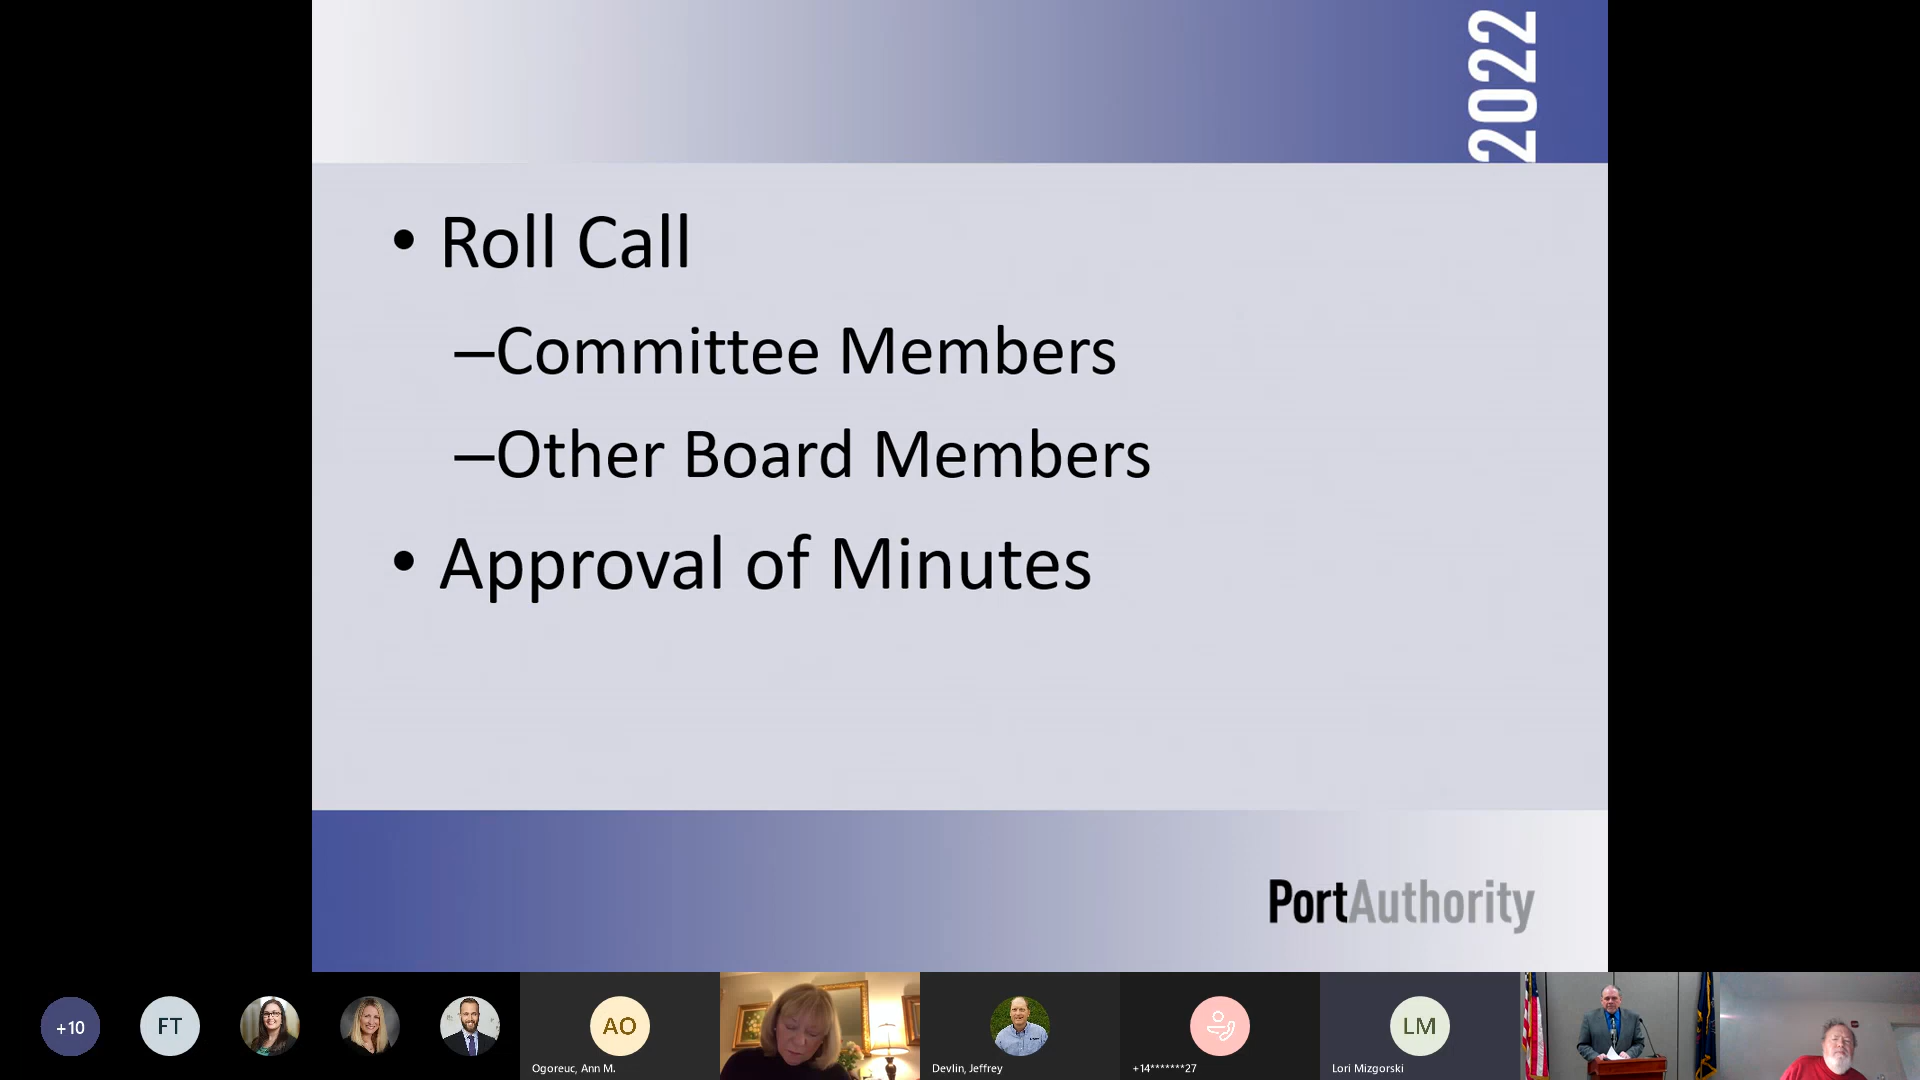 2022
• Roll Call
–Committee Members
–Other Board Members
• Approval of Minutes
PortAuthority
+10
FT
AO
LM
Ogoreuc, Ann M.
Devlin, Jeffrey
+14*******27
Lori Mizgorski